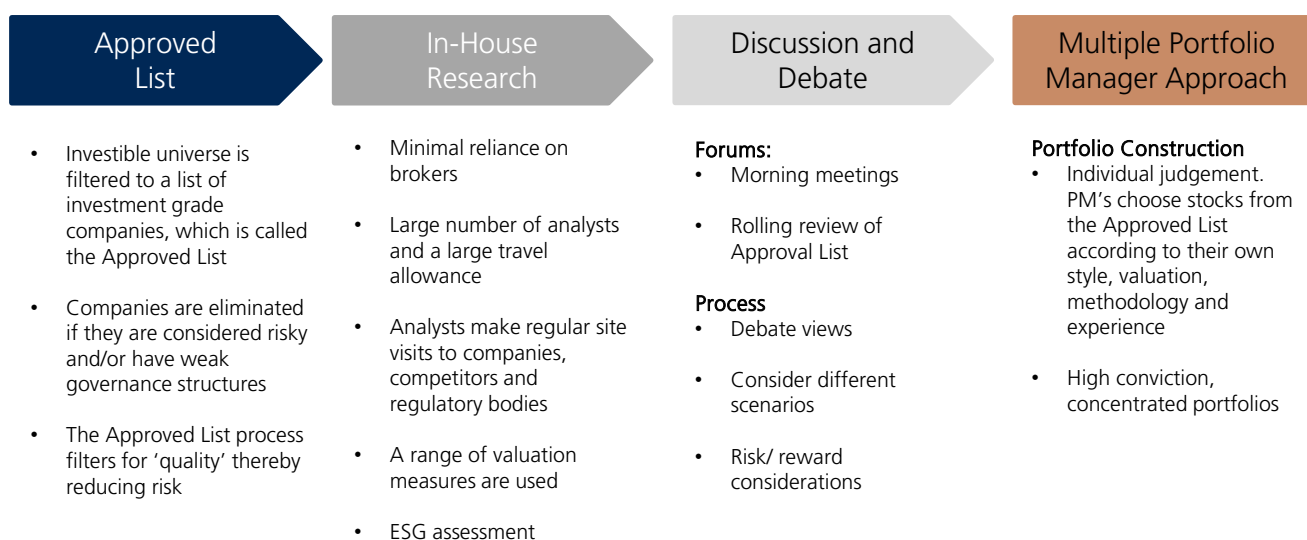 Approved
List
In-House
Research
Discussion and
Debate
Multiple Portfolio
Manager Approach
• Investible universe is
filtered to a list of
investment grade
companies, which is called
the Approved List
• Companies are eliminated
if they are considered risky
and/or have weak
governance structures
• The Approved List process
filters for ‘quality’ thereby
reducing risk
• Minimal reliance on
brokers
• Large number of analysts
and a large travel
allowance
• Analysts make regular site
visits to companies,
competitors and
regulatory bodies
• A range of valuation
measures are used
• ESG assessment
Forums:
• Morning meetings
• Rolling review of
Approval List
Process
• Debate views
• Consider different
scenarios
• Risk/ reward
considerations
Portfolio Construction
• Individual judgement.
PM’s choose stocks from
the Approved List
according to their own
style, valuation,
methodology and
experience
• High conviction,
concentrated portfolios